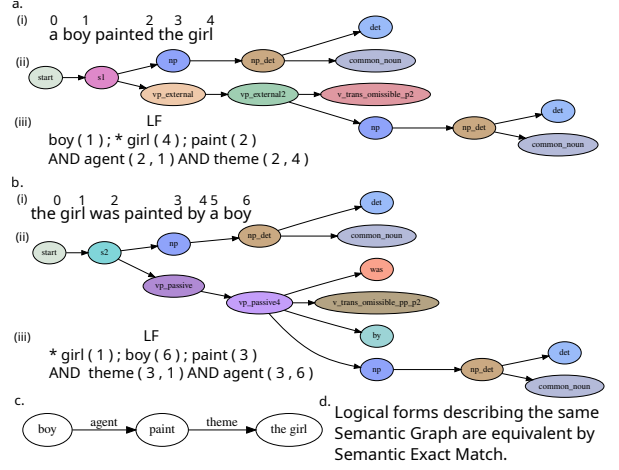 a.
(i) 0 1 2 3 4
a boy painted the girl
det
(ii) np np_det common_noun
start s1
vp_external vp_external2 v_trans_omissible_p2
det
np np_det
common_noun
(iii) LF
boy ( 1 ) ; * girl ( 4 ) ; paint ( 2 )
AND agent ( 2 , 1 ) AND theme ( 2 , 4 )
b.
(i) 0 1 2 3 4 5 6
the girl was painted by a boy
det
(ii) np np_det common_noun
start s2
was
vp_passive
vp_passive4 v_trans_omissible_pp_p2
by
det
np np_det
common_noun
(iii) LF
* girl ( 1 ) ; boy ( 6 ) ; paint ( 3 )
AND theme ( 3 , 1 ) AND agent ( 3 , 6 )
c.
boy agent paint theme the girl
d.
Logical forms describing the same
Semantic Graph are equivalent by
Semantic Exact Match.